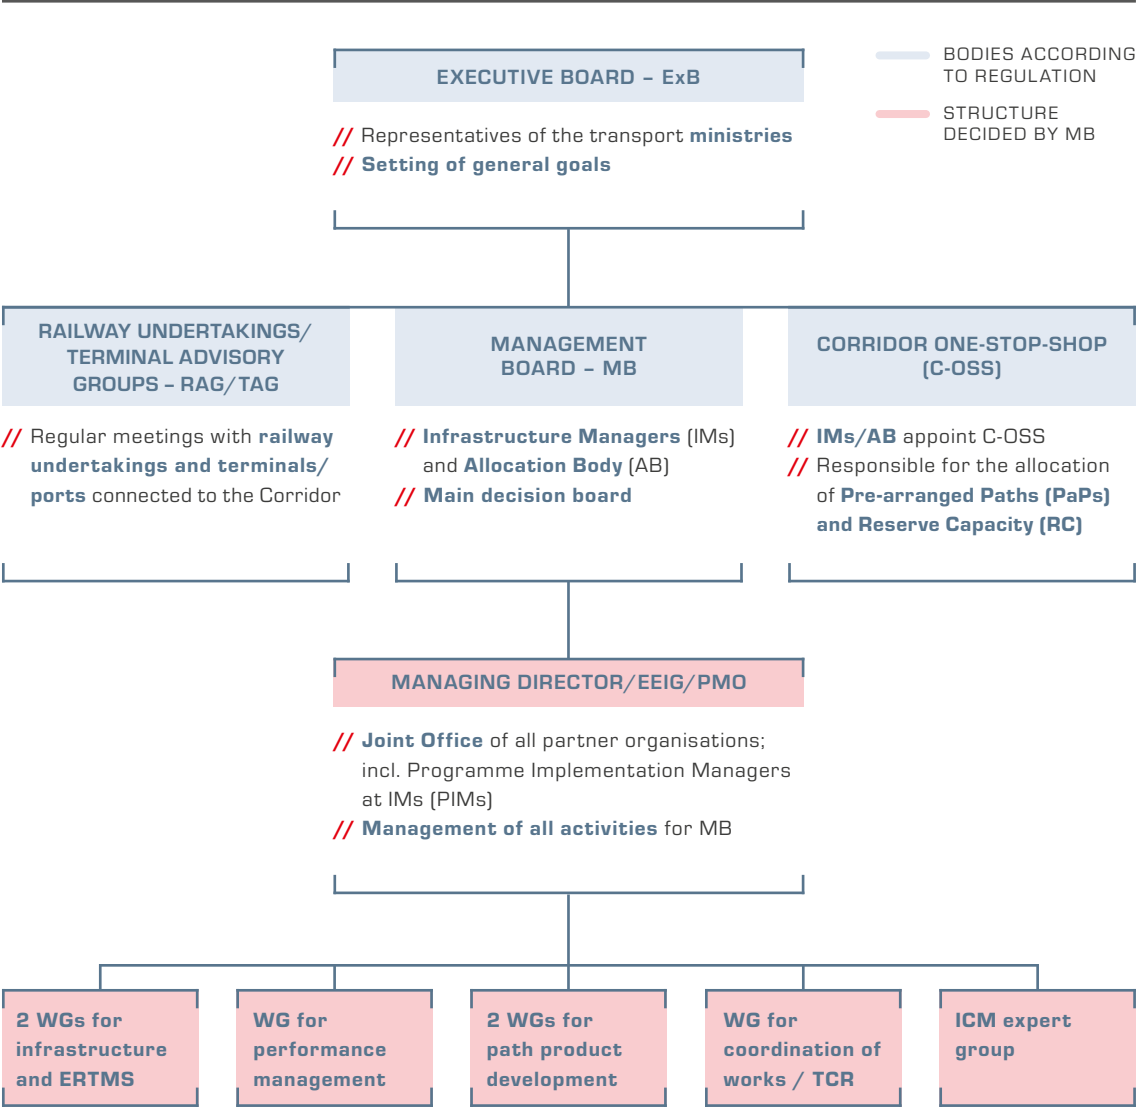 EXECUTIVE BOARD – ExB
// Representatives of the transport ministries
// Setting of general goals
BODIES ACCORDING
TO REGULATION
STRUCTURE
DECIDED BY MB
RAILWAY UNDERTAKINGS/
TERMINAL ADVISORY
GROUPS – RAG/TAG
// Regular meetings with railway
undertakings and terminals/
ports connected to the Corridor
MANAGEMENT
BOARD – MB
// Infrastructure Managers (IMs)
and Allocation Body (AB)
// Main decision board
CORRIDOR ONE-STOP-SHOP
(C-OSS)
// IMs/AB appoint C-OSS
// Responsible for the allocation
of Pre-arranged Paths (PaPs)
and Reserve Capacity (RC)
MANAGING DIRECTOR/EEIG/PMO
// Joint Office of all partner organisations;
incl. Programme Implementation Managers
at IMs (PIMs)
// Management of all activities for MB
2 WGs for
infrastructure
and ERTMS
WG for
performance
management
2 WGs for
path product
development
WG for
coordination of
works / TCR
ICM expert
group